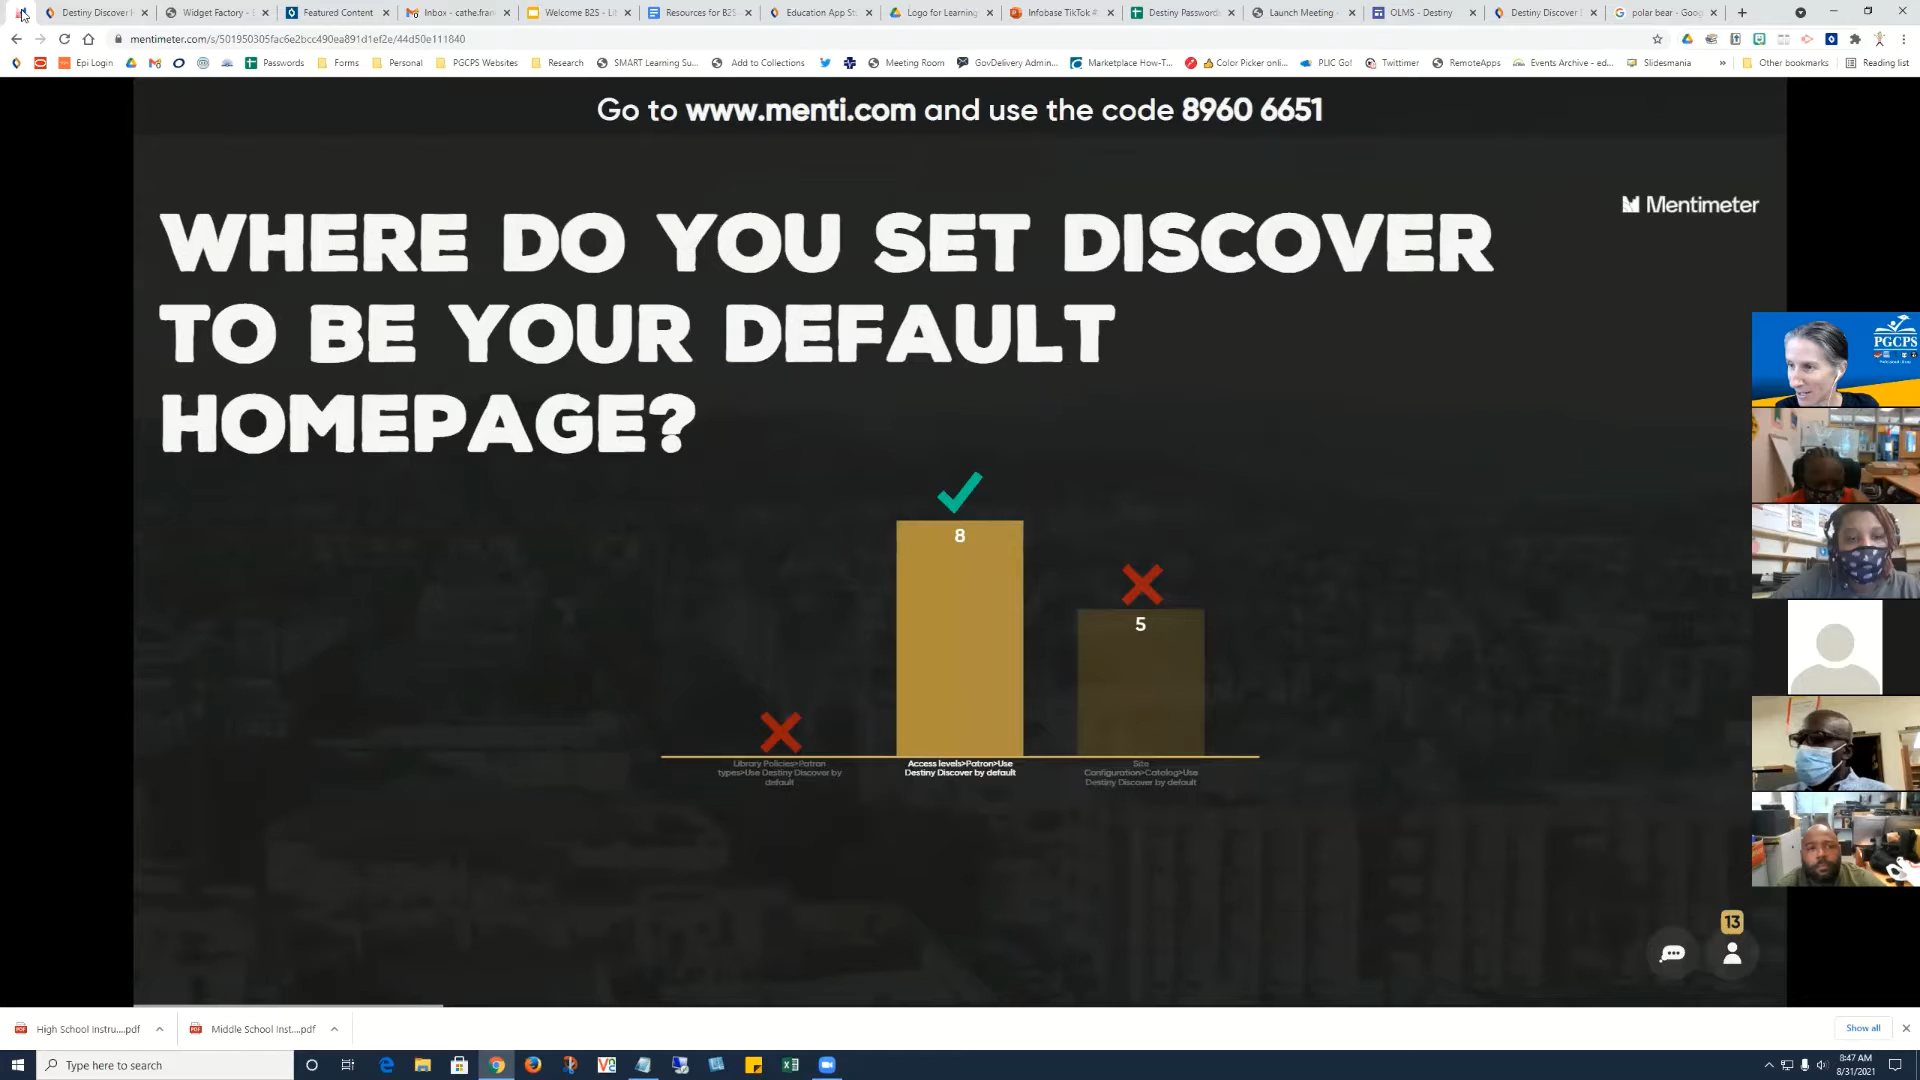 Destiny Discover
Widget Factory -
Featured Content
Inbox - cathe.fran
Welcome B2S - Li
Resources for B2S
Education App St
Logo for Learning
Infobase TikTok
Destiny Password
Launch Meeting
OLMS - Destiny
Destiny Discover
polar bear - Goog
mentimeter.com/s/501950305fac6e2bcc490ea891d1ef2e/44d50e111840
Epi Login
Passwords
Forms
Personal
PGCPS Websites
Research
SMART Learning Su...
Add to Collections
Meeting Room
GovDelivery Admin...
Marketplace How-T...
Color Picker onli...
PLIC Go!
Twittimer
RemoteApps
Events Archive - ed...
Slidesmania
»
Other bookmarks
Reading list
Go to www.menti.com and use the code 8960 6651
Mentimeter
WHERE DO YOU SET DISCOVER
TO BE YOUR DEFAULT
HOMEPAGE?
PGCPS
8
5
Library Policies>Patron
types>Use Destiny Discover by
default
Access levels>Patron>Use
Destiny Discover by default
Site
Configuration>Catalog>Use
Destiny Discover by default
13
High School Instru....pdf
Middle School Inst....pdf
Show all
Type here to search
8:47 AM
8/31/2021